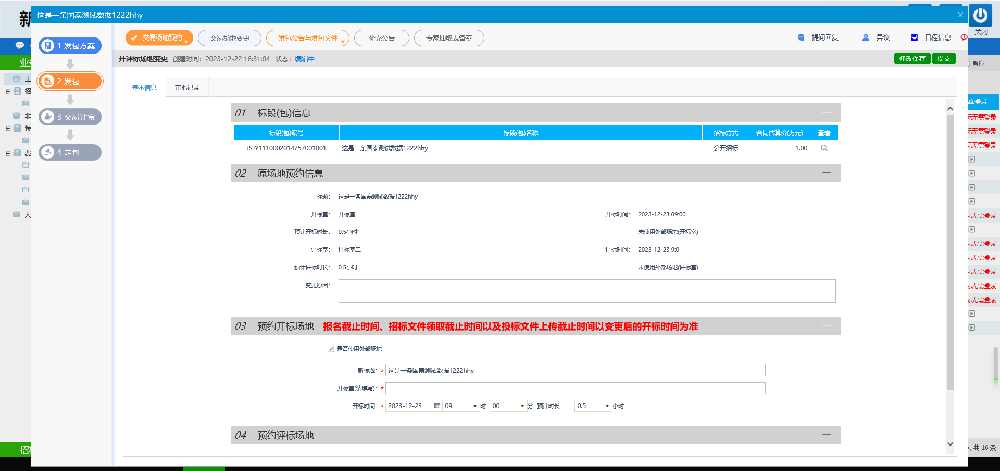 新
这是一条国泰测试数据1222hhy
关闭
1 发包方案
2 发包
3 交易评审
4 定包
交易场地预约 *
交易场地变更
发包公告与发包文件 *
补充公告
专家抽取表备案
提问回复
异议
日程信息
开评标场地变更 创建时间：2023-12-22 16:31:04 状态：编辑中
修改保存
提交
暂停
业
工
招
非
特
费
入
招
基本信息
审批记录
01 标段(包)信息
标段(包)编号 标段(包)名称 招标方式 合同估算价(万元) 查看
JSJY1110002014757001001 这是一条国泰测试数据1222hhy 公开招标 1.00
02 原场地预约信息
标题： 这是一条国泰测试数据1222hhy
开标室： 开标室一 开标时间： 2023-12-23 09:00
预计开标时长： 0.5小时 未使用外部场地(开标室)
评标室： 评标室二 评标时间： 2023-12-23 9:0
预计评标时长： 0.5小时 未使用外部场地(评标室)
变更原因：
03 预约开标场地 报名截止时间、招标文件领取截止时间以及投标文件上传截止时间以变更后的开标时间为准
是否使用外部场地
新标题：* 这是一条国泰测试数据1222hhy
开标室(请填写)：*
开标时间：* 2023-12-23 09 时 00 分 预计时长: 0.5 小时
04 预约评标场地
面登录
标无需登录
标无需登录
标无需登录
标无需登录
标无需登录
标无需登录
标无需登录
标无需登录
标无需登录
, 共 16 条